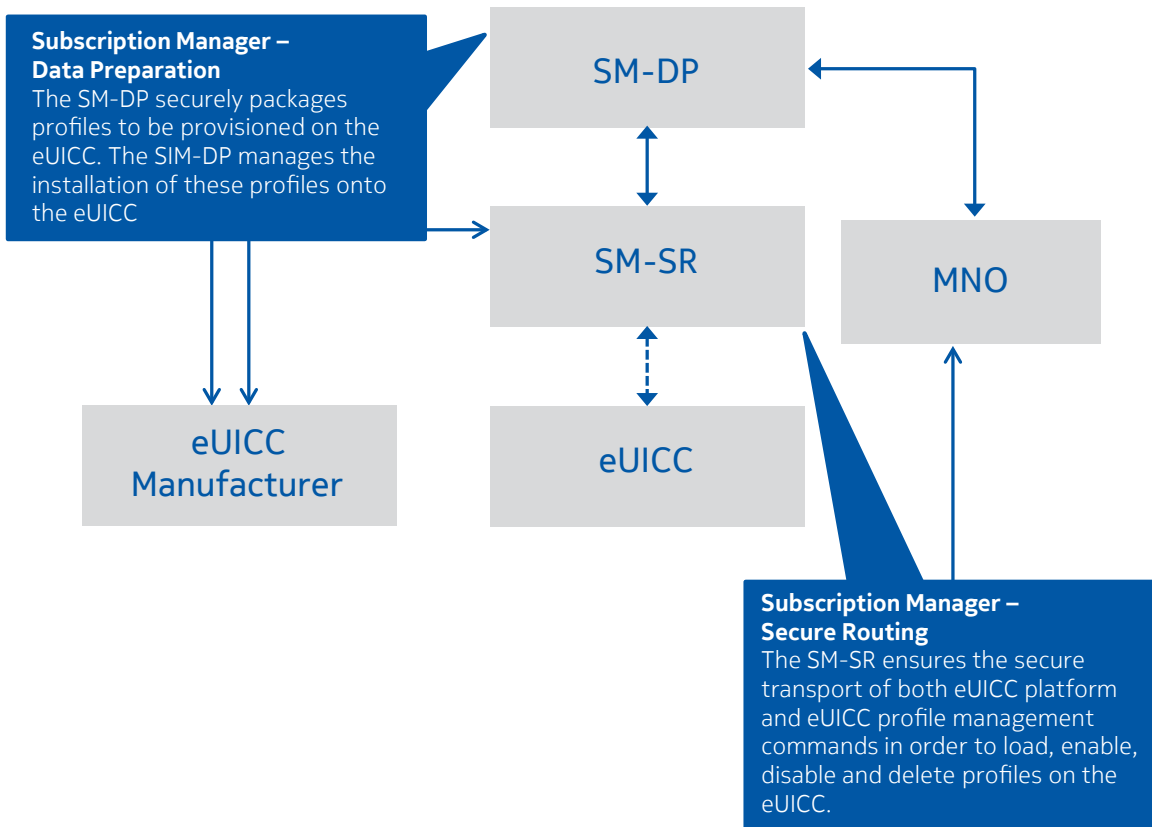 Subscription Manager –
Data Preparation
The SM-DP securely packages
profiles to be provisioned on the
eUICC. The SIM-DP manages the
installation of these profiles onto
the eUICC
SM-DP
SM-SR
MNO
eUICC
Manufacturer
eUICC
Subscription Manager –
Secure Routing
The SM-SR ensures the secure
transport of both eUICC platform
and eUICC profile management
commands in order to load, enable,
disable and delete profiles on the
eUICC.